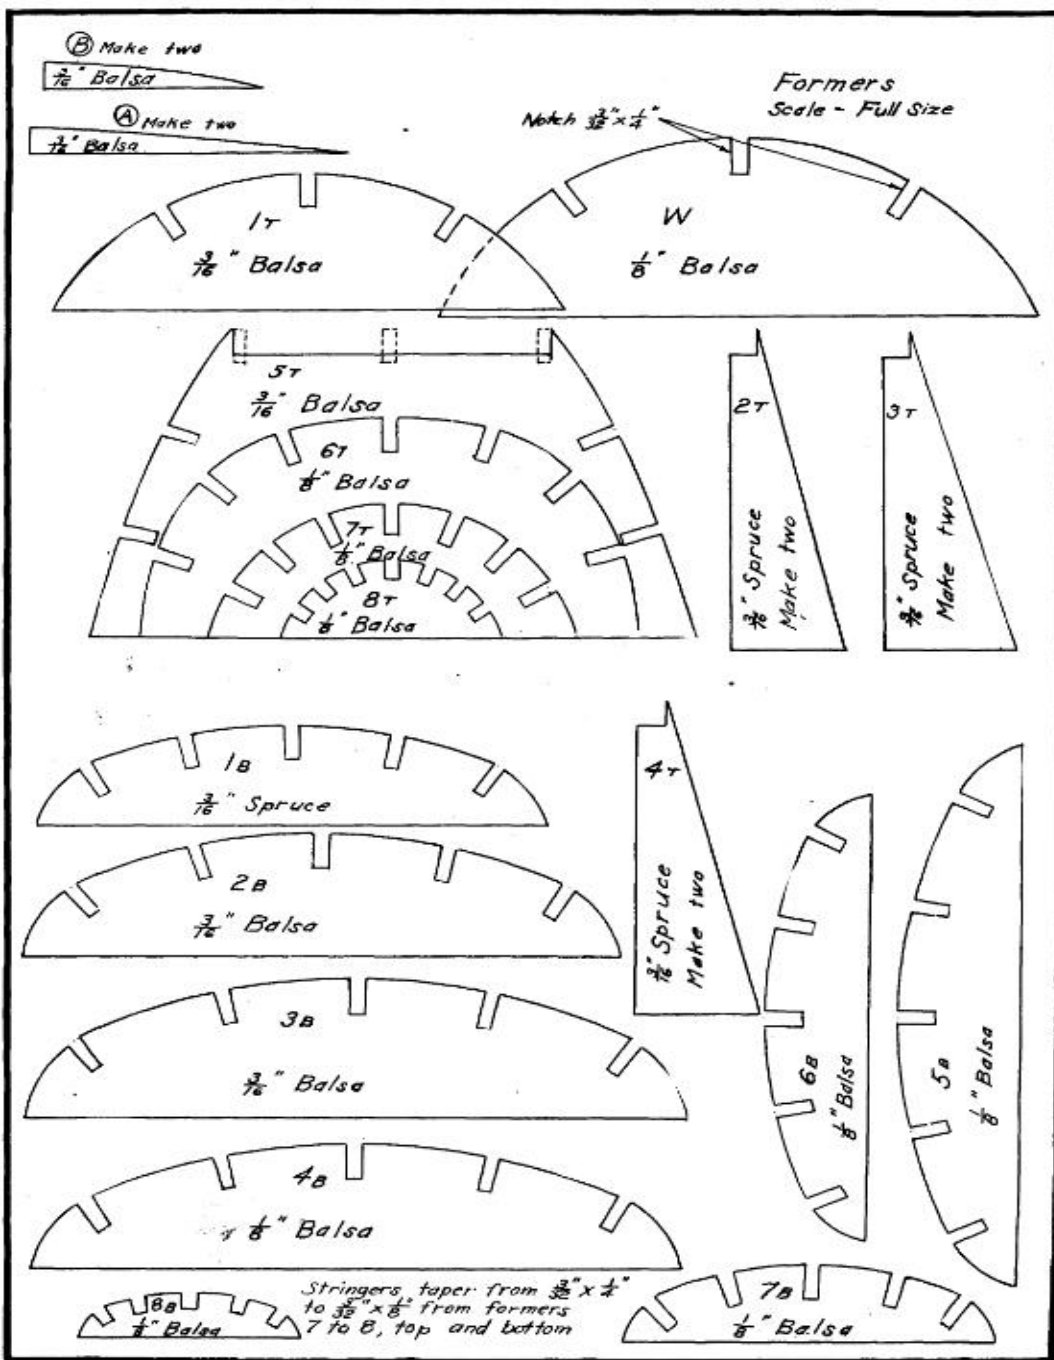 Ⓑ Make two
3/16" Balsa
Ⓐ Make two
3/16" Balsa
Formers
Scale - Full Size
Notch 3/32" x 1/4"
1T
3/16" Balsa
W
1/8" Balsa
5T
3/16" Balsa
6T
1/8" Balsa
7T
1/8" Balsa
8T
1/8" Balsa
2T
3/16" Spruce
Make two
3T
3/16" Spruce
Make two
1B
3/16" Spruce
2B
3/16" Balsa
3B
3/16" Balsa
4B
1/8" Balsa
4T
3/16" Spruce
Make two
6B
1/8" Balsa
5B
1/8" Balsa
8B
1/8" Balsa
Stringers taper from 3/32" x 1/4"
to 3/32" x 1/8" from formers
7 to 8, top and bottom
7B
1/8" Balsa